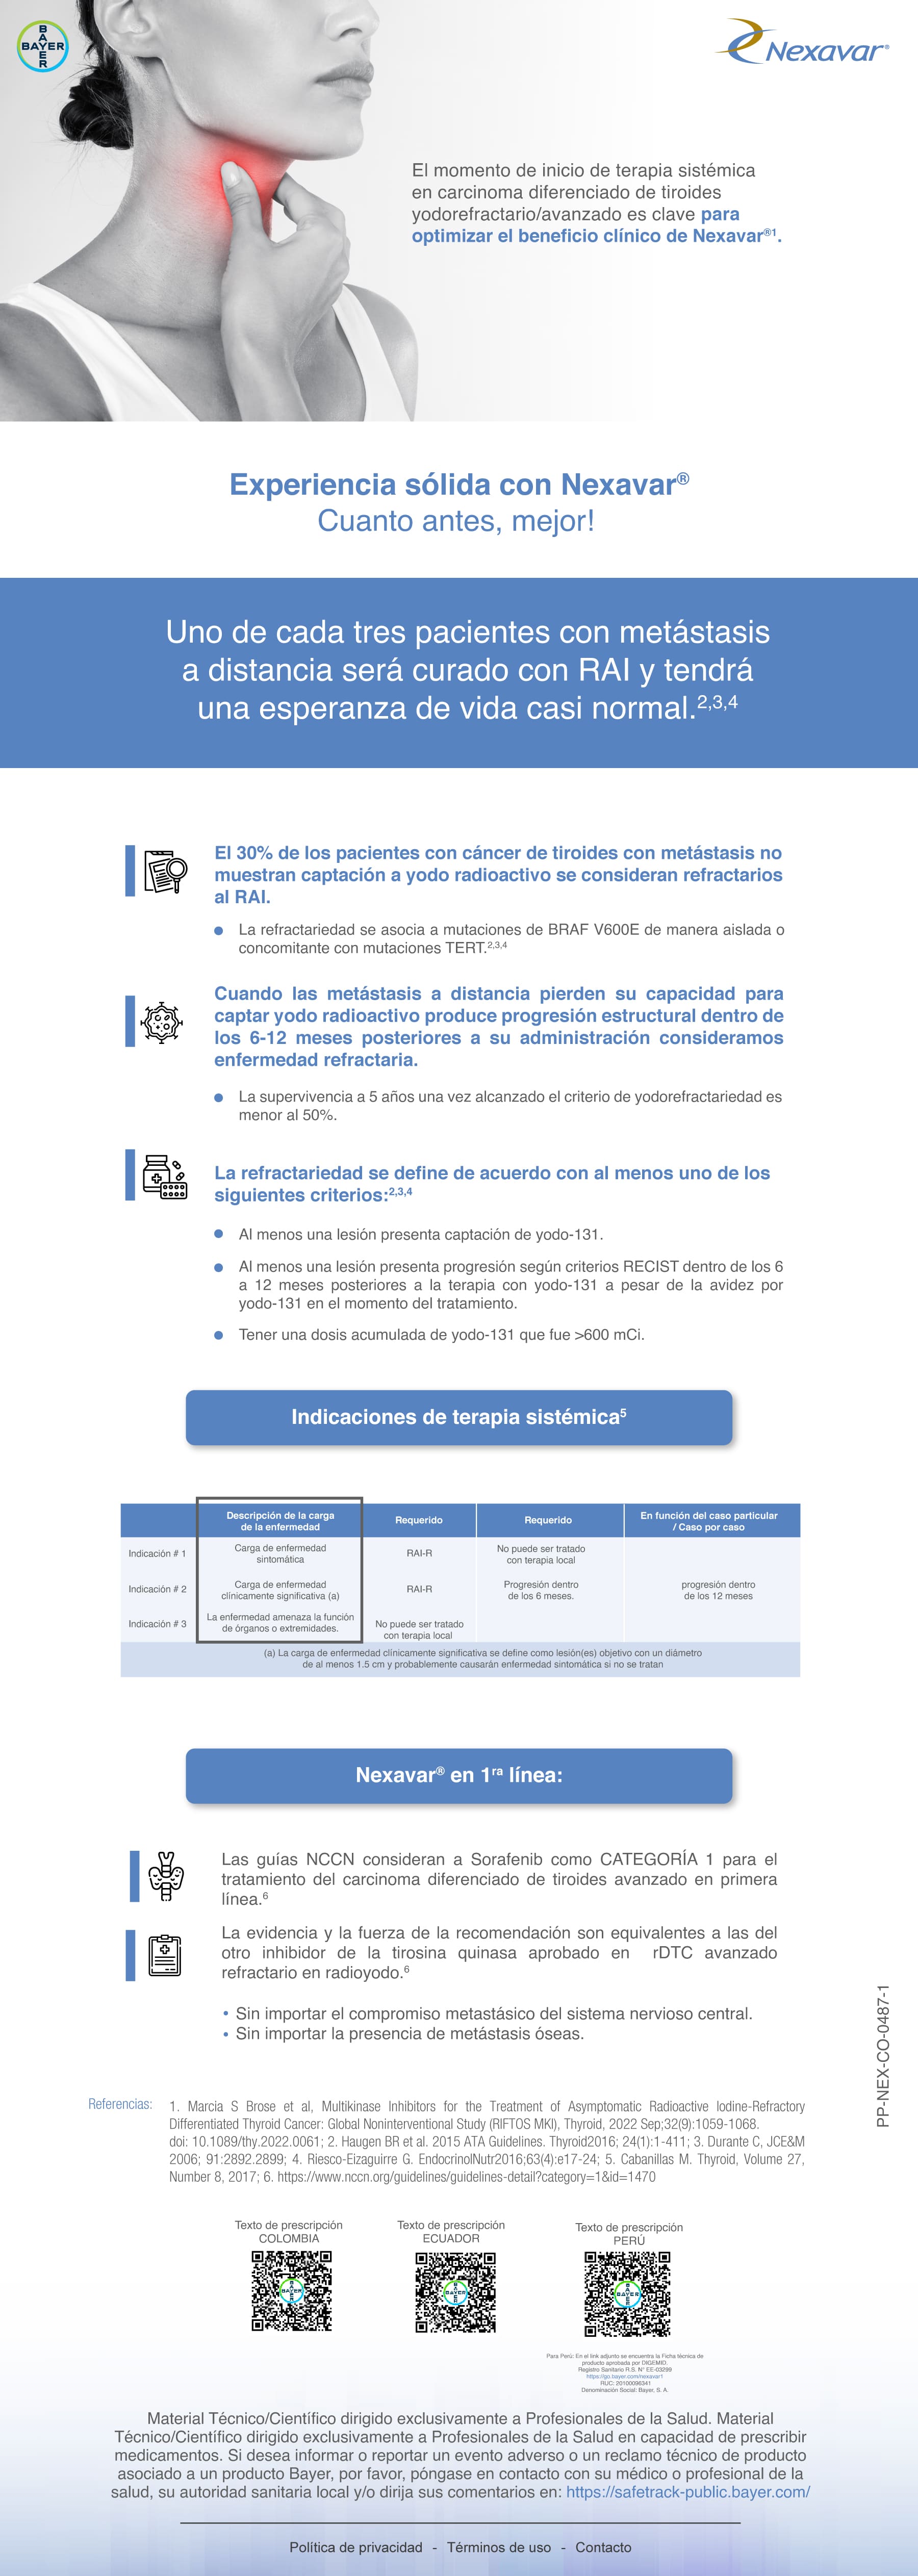 BAYER
BAYER
Nexavar®
El momento de inicio de terapia sistémica
en carcinoma diferenciado de tiroides
yodorefractario/avanzado es clave para
optimizar el beneficio clínico de Nexavar®1.
Experiencia sólida con Nexavar®
Cuanto antes, mejor!
Uno de cada tres pacientes con metástasis
a distancia será curado con RAI y tendrá
una esperanza de vida casi normal.2,3,4
El 30% de los pacientes con cáncer de tiroides con metástasis no
muestran captación a yodo radioactivo se consideran refractarios
al RAI.
La refractariedad se asocia a mutaciones de BRAF V600E de manera aislada o
concomitante con mutaciones TERT.2,3,4
Cuando las metástasis a distancia pierden su capacidad para
captar yodo radioactivo produce progresión estructural dentro de
los 6-12 meses posteriores a su administración consideramos
enfermedad refractaria.
La supervivencia a 5 años una vez alcanzado el criterio de yodorefractariedad es
menor al 50%.
La refractariedad se define de acuerdo con al menos uno de los
siguientes criterios:2,3,4
Al menos una lesión presenta captación de yodo-131.
Al menos una lesión presenta progresión según criterios RECIST dentro de los 6
a 12 meses posteriores a la terapia con yodo-131 a pesar de la avidez por
yodo-131 en el momento del tratamiento.
Tener una dosis acumulada de yodo-131 que fue >600 mCi.
Indicaciones de terapia sistémica5
Descripción de la carga
de la enfermedad
Requerido
Requerido
En función del caso particular
/ Caso por caso
Indicación # 1
Carga de enfermedad
sintomática
RAI-R
No puede ser tratado
con terapia local
Indicación # 2
Carga de enfermedad
clínicamente significativa (a)
RAI-R
Progresión dentro
de los 6 meses.
progresión dentro
de los 12 meses
Indicación # 3
La enfermedad amenaza la función
de órganos o extremidades.
No puede ser tratado
con terapia local
(a) La carga de enfermedad clínicamente significativa se define como lesión(es) objetivo con un diámetro
de al menos 1.5 cm y probablemente causarán enfermedad sintomática si no se tratan
Nexavar® en 1ra línea:
Las guías NCCN consideran a Sorafenib como CATEGORÍA 1 para el
tratamiento del carcinoma diferenciado de tiroides avanzado en primera
línea.6
La evidencia y la fuerza de la recomendación son equivalentes a las del
otro inhibidor de la tirosina quinasa aprobado en rDTC avanzado
refractario en radioyodo.6
• Sin importar el compromiso metastásico del sistema nervioso central.
• Sin importar la presencia de metástasis óseas.
PP-NEX-CO-0487-1
Referencias: 1. Marcia S Brose et al, Multikinase Inhibitors for the Treatment of Asymptomatic Radioactive Iodine-Refractory
Differentiated Thyroid Cancer: Global Noninterventional Study (RIFTOS MKI), Thyroid, 2022 Sep;32(9):1059-1068.
doi: 10.1089/thy.2022.0061; 2. Haugen BR et al. 2015 ATA Guidelines. Thyroid2016; 24(1):1-411; 3. Durante C, JCE&M
2006; 91:2892.2899; 4. Riesco-Eizaguirre G. EndocrinolNutr2016;63(4):e17-24; 5. Cabanillas M. Thyroid, Volume 27,
Number 8, 2017; 6. https://www.nccn.org/guidelines/guidelines-detail?category=1&id=1470
Texto de prescripción
COLOMBIA
Texto de prescripción
ECUADOR
Texto de prescripción
PERÚ
BAYER
BAYER
BAYER
BAYER
BAYER
BAYER
Para Perú: En el link adjunto se encuentra la Ficha técnica de
producto aprobada por DIGEMID.
Registro Sanitario R.S. N° EE-03299
https://go.bayer.com/nexavar1
RUC: 20100096341
Denominación Social: Bayer, S. A.
Material Técnico/Científico dirigido exclusivamente a Profesionales de la Salud. Material
Técnico/Científico dirigido exclusivamente a Profesionales de la Salud en capacidad de prescribir
medicamentos. Si desea informar o reportar un evento adverso o un reclamo técnico de producto
asociado a un producto Bayer, por favor, póngase en contacto con su médico o profesional de la
salud, su autoridad sanitaria local y/o dirija sus comentarios en: https://safetrack-public.bayer.com/
Política de privacidad - Términos de uso - Contacto